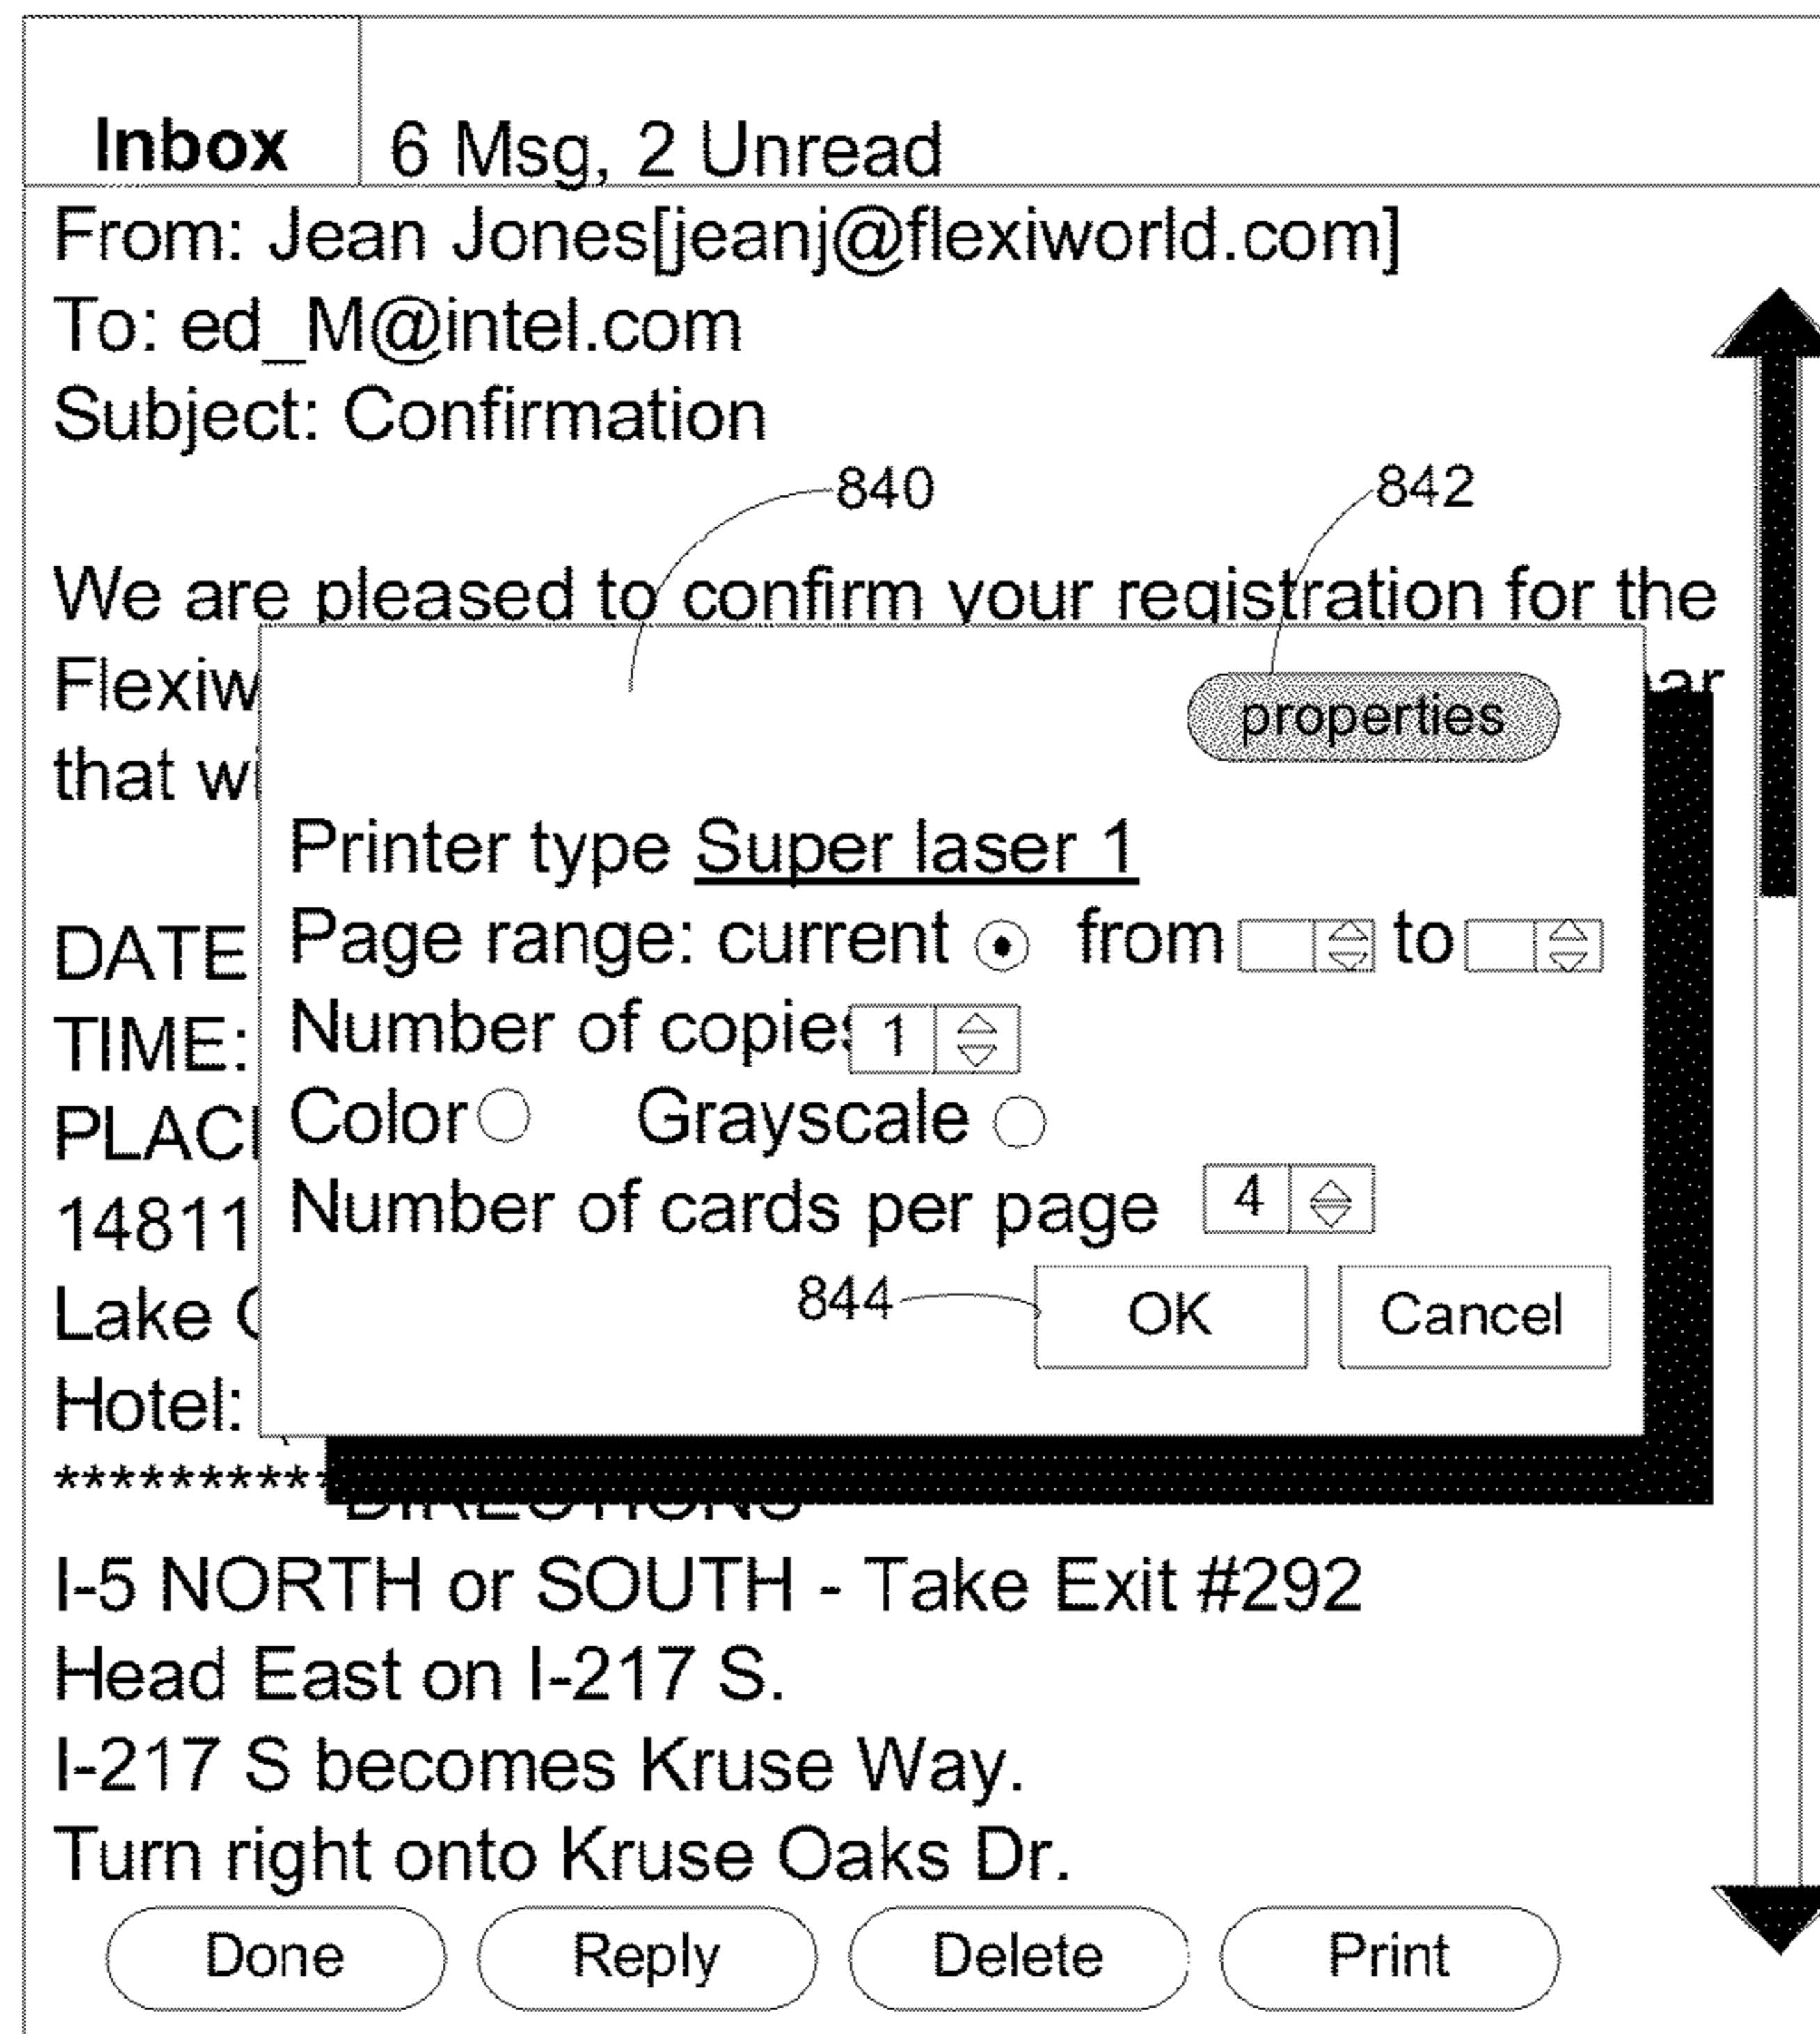 Inbox 6 Msg, 2 Unread
From: Jean Jones[jeanj@flexiworld.com]
To: ed_M@intel.com
Subject: Confirmation
840 842
We are pleased to confirm your registration for the
Flexiw ar
properties
that w
Printer type Super laser 1
DATE
Page range: current from to
TIME:
Number of copies 1
PLAC
Color Grayscale
14811
Number of cards per page 4
Lake
844 OK Cancel
Hotel:
**********
DIRECTIONS
I-5 NORTH or SOUTH - Take Exit #292
Head East on I-217 S.
I-217 S becomes Kruse Way.
Turn right onto Kruse Oaks Dr.
Done Reply Delete Print